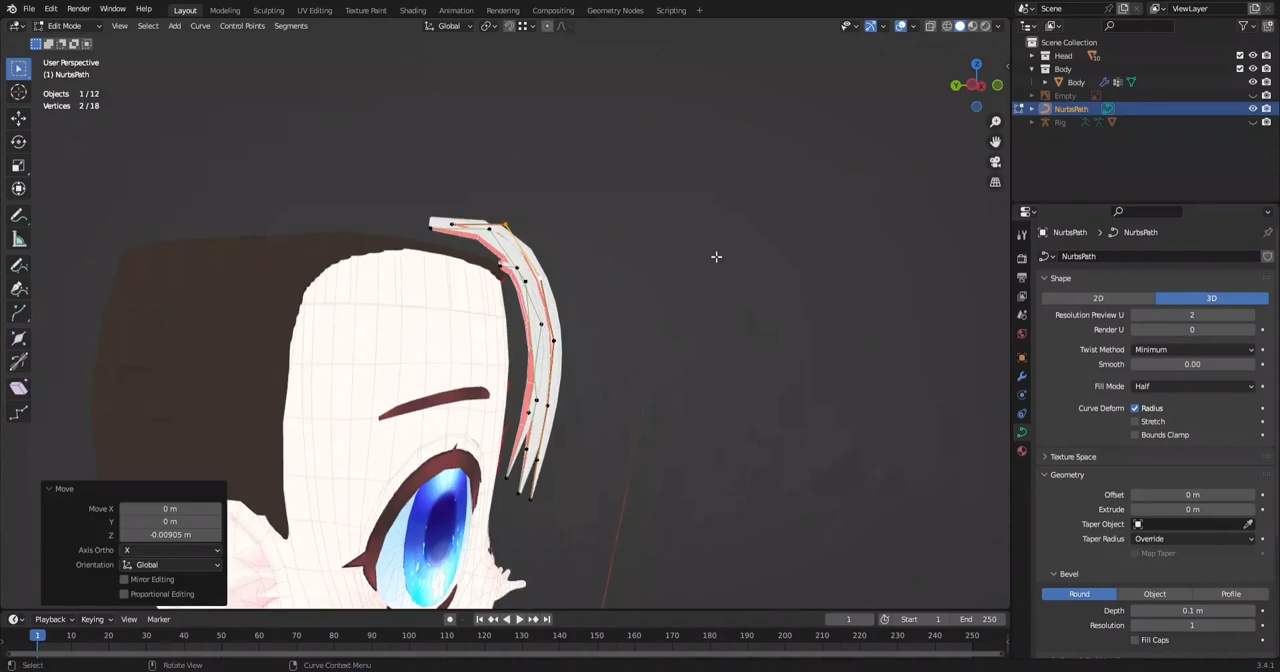 File Edit Render Window Help Layout Modeling Sculpting UV Editing Texture Paint Shading Animation Rendering Compositing Geometry Nodes Scripting + Scene ViewLayer
Edit Mode View Select Add Curve Control Points Segments Global
User Perspective
(1) NurbsPath
Objects 1/12
Vertices 2/18
Z
Y
X
Move
Move X 0 m
Y 0 m
Z -0.00905 m
Axis Ortho X
Orientation Global
Mirror Editing
Proportional Editing
Scene Collection
Head 10
Body
Body
Empty
NurbsPath
Rig
NurbsPath > NurbsPath
NurbsPath
Shape
2D 3D
Resolution Preview U 2
Render U 0
Twist Method Minimum
Smooth 0.00
Fill Mode Half
Curve Deform Radius
Stretch
Bounds Clamp
Texture Space
Geometry
Offset 0 m
Extrude 0 m
Taper Object
Taper Radius Override
Map Taper
Bevel
Round Object Profile
Depth 0.1 m
Resolution 1
Fill Caps
Playback Keying View Marker 1 Start 1 End 250
1 10 20 30 40 50 60 70 80 90 100 110 120 130 140 150 160 170 180 190 200 210 220 230 240 250
Select Rotate View Curve Context Menu 3.4.1